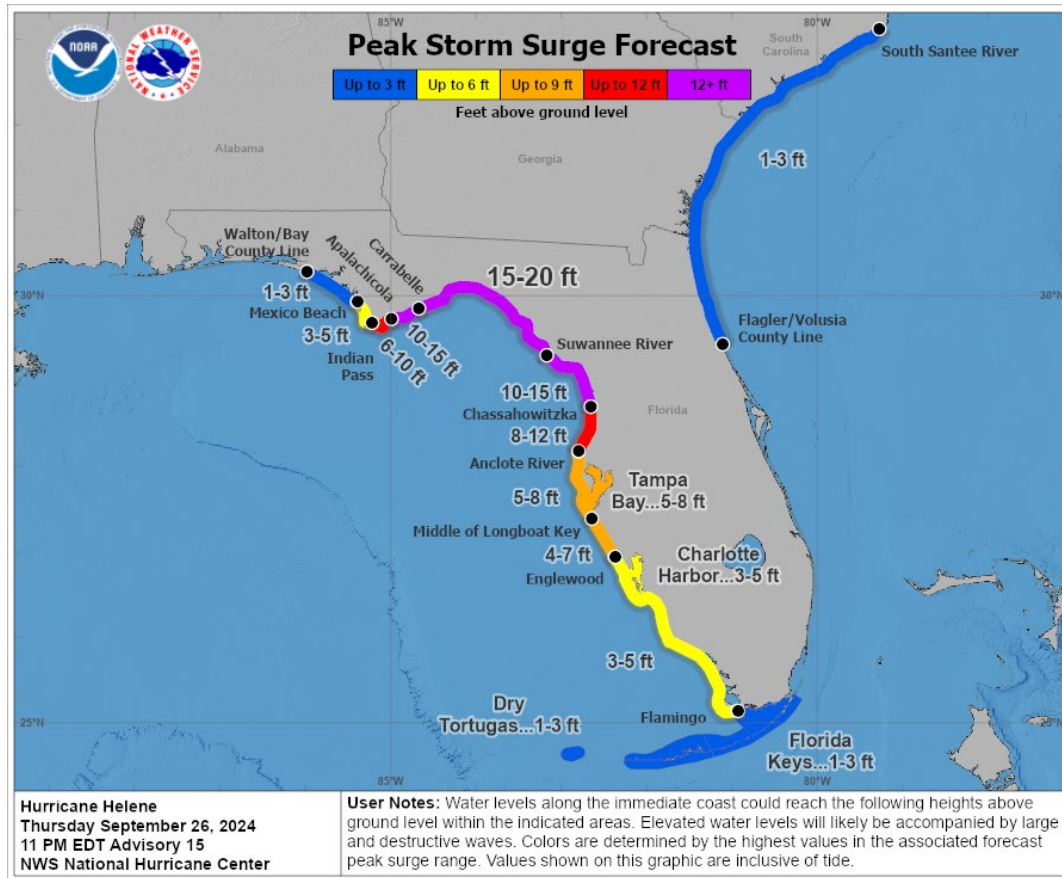 NOAA
NATIONAL WEATHER SERVICE
Peak Storm Surge Forecast
Up to 3 ft
Up to 6 ft
Up to 9 ft
Up to 12 ft
12+ ft
Feet above ground level
85°W
80°W
South
Carolina
South Santee River
Alabama
Georgia
1-3 ft
Walton/Bay
County Line
Apalachicola
Carrabelle
15-20 ft
30°N
30°N
1-3 ft
Mexico Beach
3-5 ft
Indian
Pass
6-10 ft
10-15 ft
Suwannee River
Flagler/Volusia
County Line
10-15 ft
Chassahowitzka
Florida
8-12 ft
Anclote River
5-8 ft
Tampa
Bay...5-8 ft
Middle of Longboat Key
4-7 ft
Englewood
Charlotte
Harbor...3-5 ft
3-5 ft
Flamingo
Dry
Tortugas...1-3 ft
25°N
25°N
Florida
Keys...1-3 ft
85°W
80°W
Hurricane Helene
Thursday September 26, 2024
11 PM EDT Advisory 15
NWS National Hurricane Center
User Notes: Water levels along the immediate coast could reach the following heights above
ground level within the indicated areas. Elevated water levels will likely be accompanied by large
and destructive waves. Colors are determined by the highest values in the associated forecast
peak surge range. Values shown on this graphic are inclusive of tide.